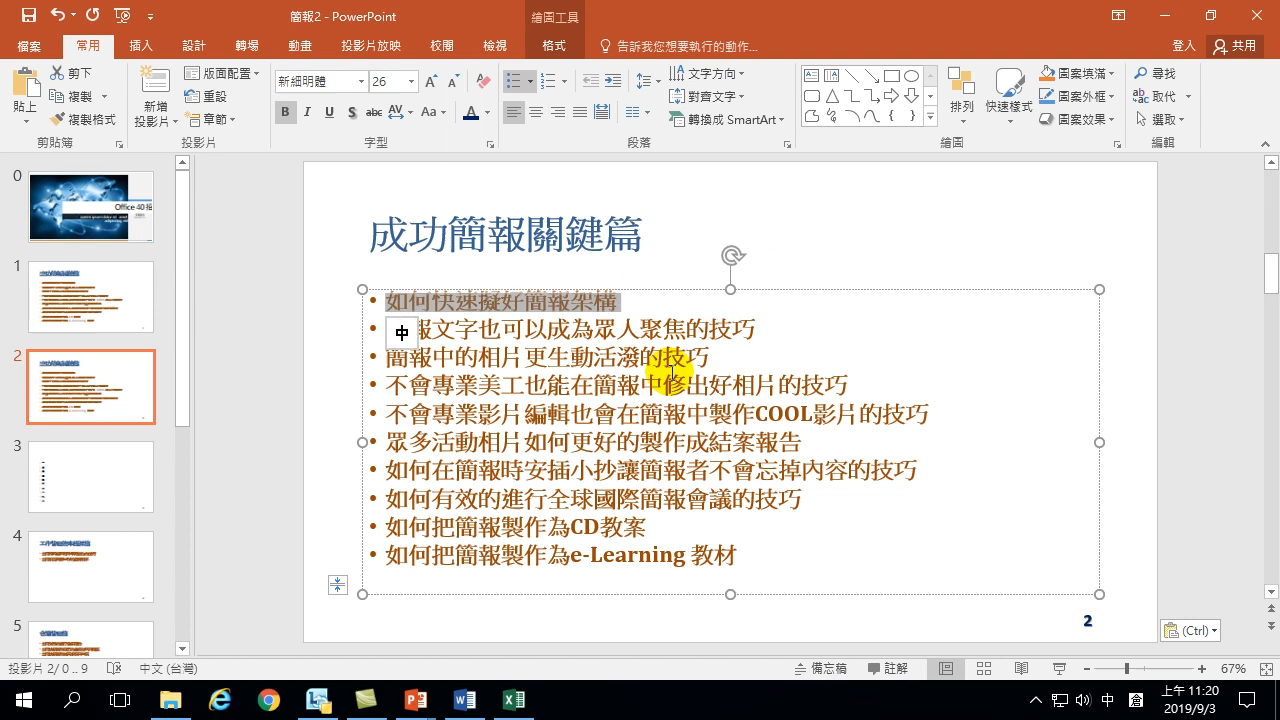 簡報2 - PowerPoint
繪圖工具
檔案
常用
插入
設計
轉場
動畫
投影片放映
校閱
檢視
格式
告訴我您想要執行的動作...
登入
共用
貼上
剪下
複製
複製格式
剪貼簿
新增
投影片
版面配置
重設
章節
投影片
新細明體
26
B I U S abc AV Aa A
字型
文字方向
對齊文字
轉換成 SmartArt
段落
排列
快速樣式
圖案填滿
圖案外框
圖案效果
繪圖
尋找
取代
選取
編輯
0
Office 40招
1
2
3
4
5
成功簡報關鍵篇
• 如何快速擬好簡報架構
• 報文字也可以成為眾人聚焦的技巧
中
• 簡報中的相片更生動活潑的技巧
• 不會專業美工也能在簡報中修出好相片的技巧
• 不會專業影片編輯也會在簡報中製作COOL影片的技巧
• 眾多活動相片如何更好的製作成結案報告
• 如何在簡報時安插小抄讓簡報者不會忘掉內容的技巧
• 如何有效的進行全球國際簡報會議的技巧
• 如何把簡報製作為CD教案
• 如何把簡報製作為e-Learning 教材
2
(Ctrl)
投影片 2/ 0 .. 9
中文 (台灣)
備忘稿
註解
67%
中
上午 11:20
2019/9/3